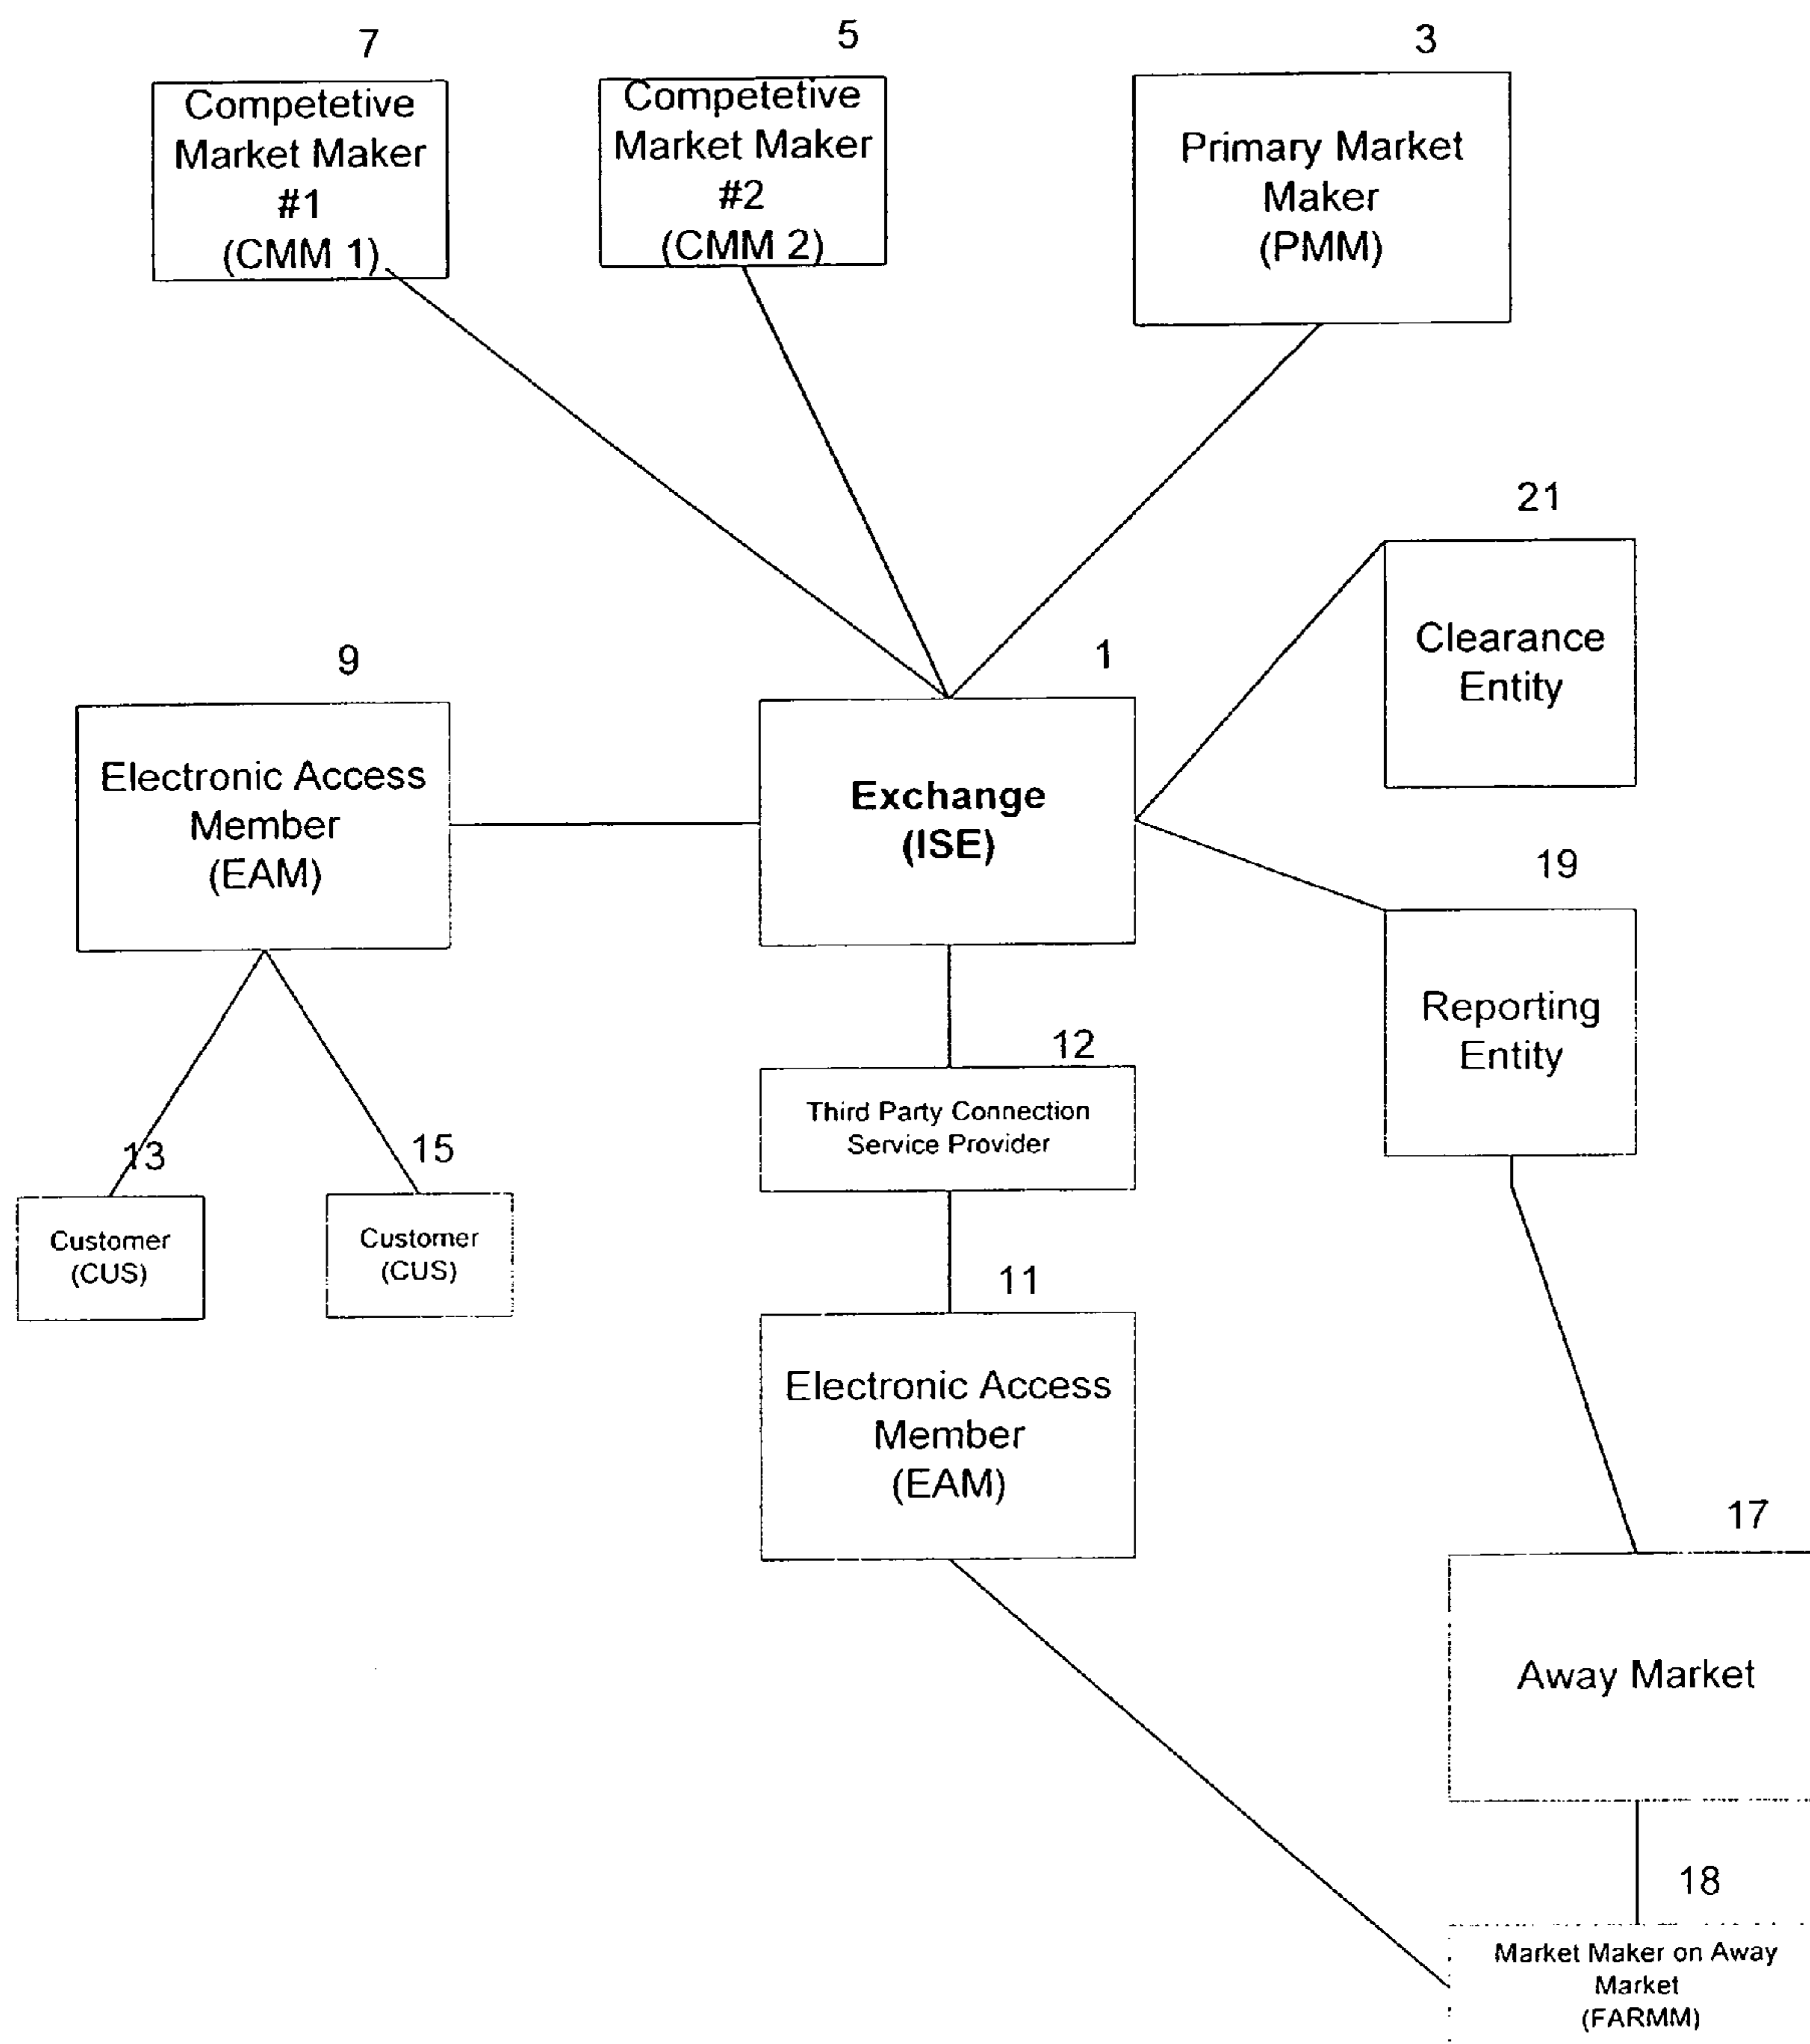 7
Competetive
Market Maker
#1
(CMM 1)
5
Competetive
Market Maker
#2
(CMM 2)
3
Primary Market
Maker
(PMM)
21
Clearance
Entity
9
Electronic Access
Member
(EAM)
1
Exchange
(ISE)
19
Reporting
Entity
12
Third Party Connection
Service Provider
13
Customer
(CUS)
15
Customer
(CUS)
11
Electronic Access
Member
(EAM)
17
Away Market
18
Market Maker on Away
Market
(FARMM)